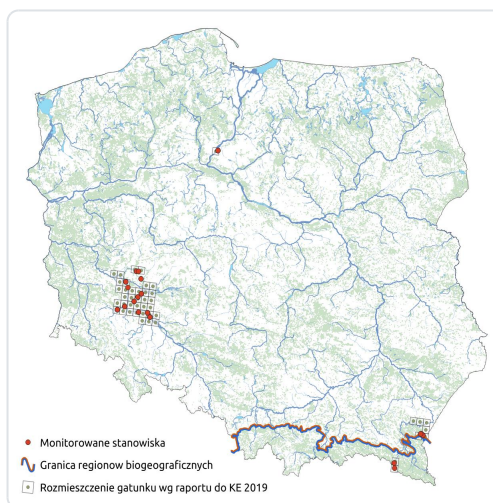 Monitorowane stanowiska
Granica regionow biogeograficznych
Rozmieszczenie gatunku wg raportu do KE 2019